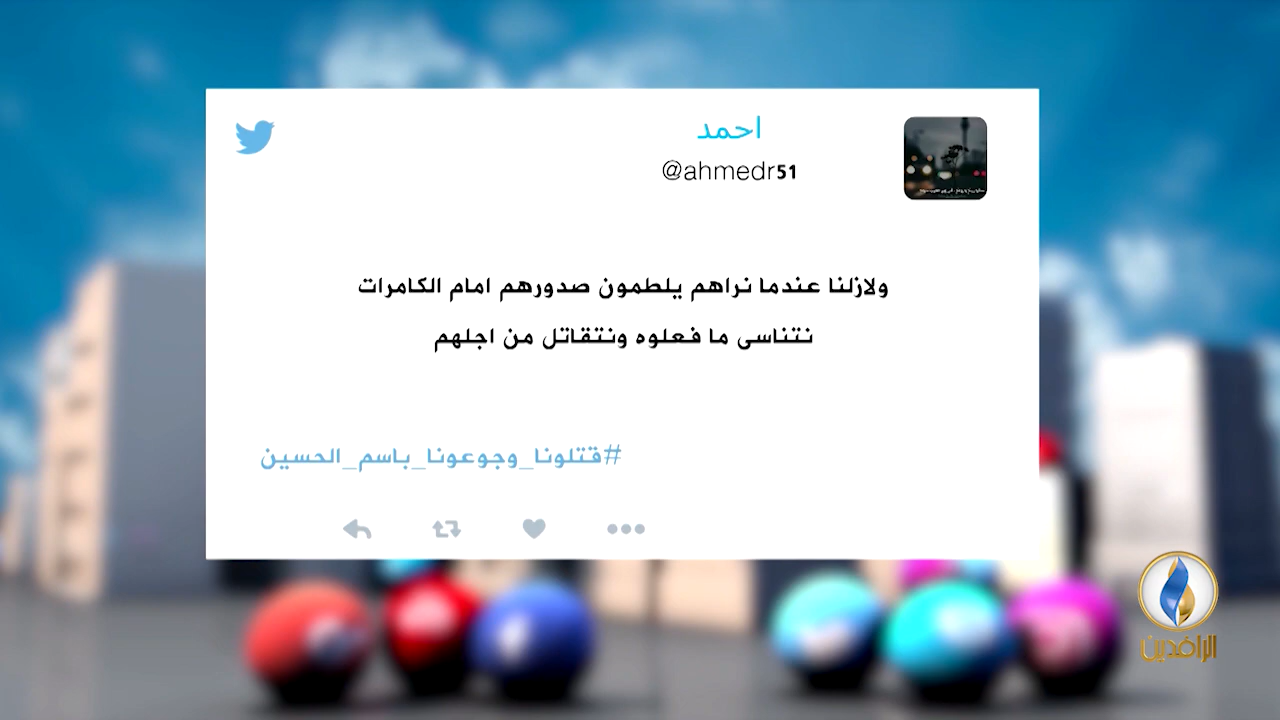 احمد
@ahmedr51
ولازلنا عندما نراهم يلطمون صدورهم امام الكامرات
نتناسى ما فعلوه ونتقاتل من اجلهم
#قتلونا_وجوعونا_باسم_الحسين
الرافدين